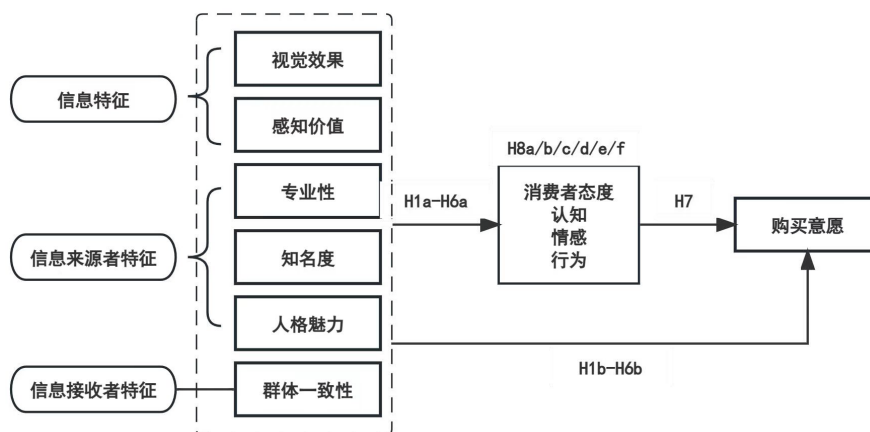 信息特征
视觉效果
感知价值
信息来源者特征
专业性
知名度
人格魅力
信息接收者特征
群体一致性
H1a-H6a
H8a/b/c/d/e/f
消费者态度
认知
情感
行为
H7
购买意愿
H1b-H6b